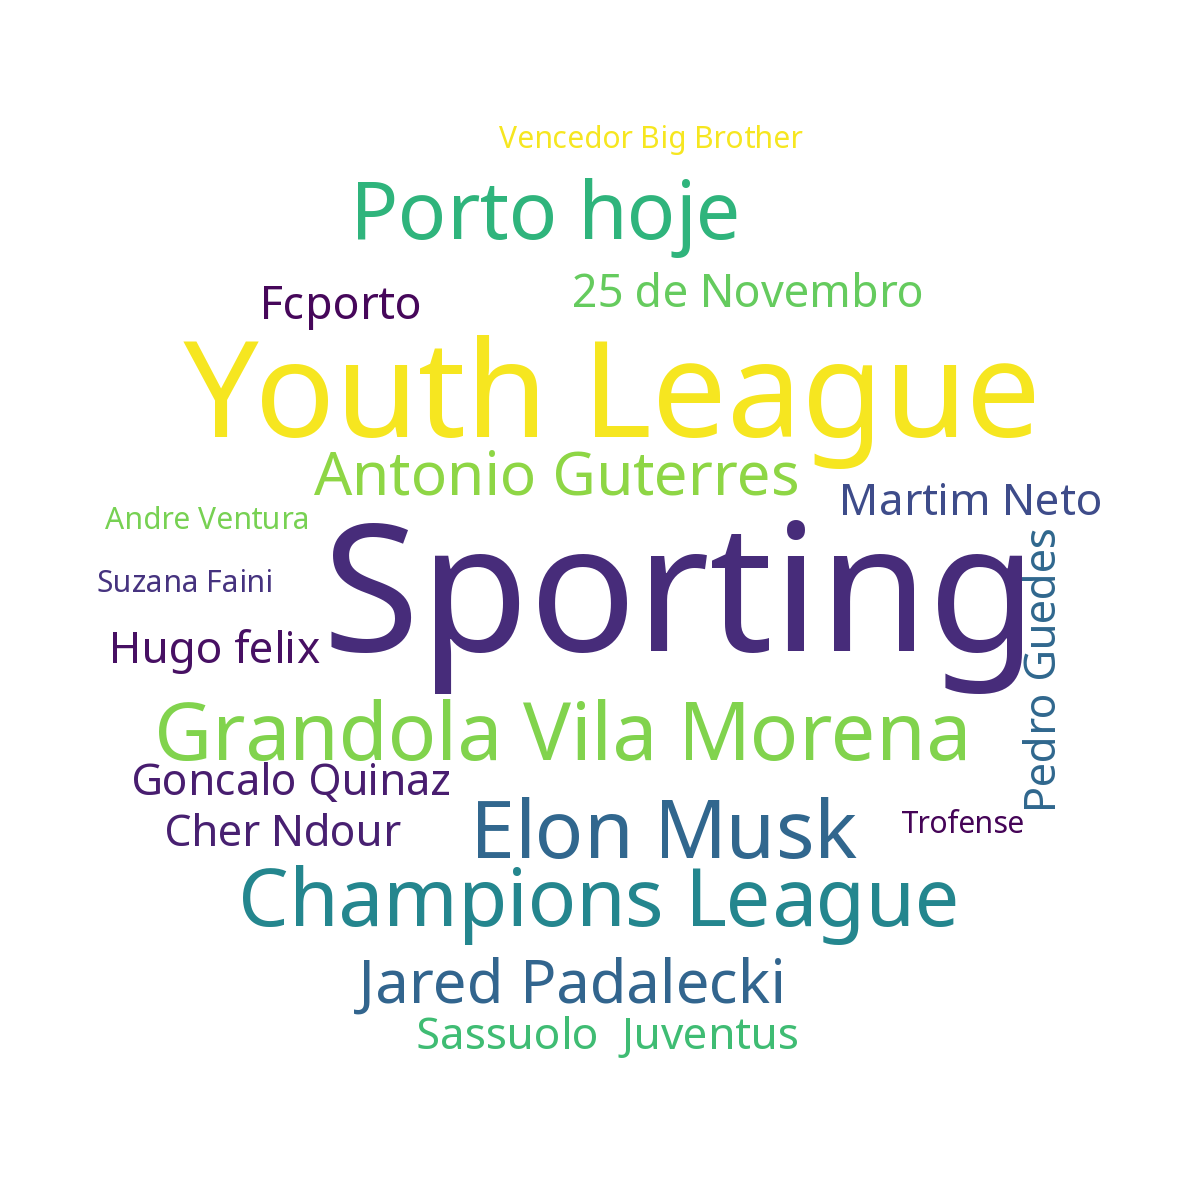 Vencedor Big Brother
Porto hoje
25 de Novembro
Fcporto
Youth League
Antonio Guterres
Martim Neto
Andre Ventura
Sporting
Pedro Guedes
Suzana Faini
Hugo felix
Grandola Vila Morena
Goncalo Quinaz
Elon Musk
Trofense
Cher Ndour
Champions League
Jared Padalecki
Sassuolo Juventus